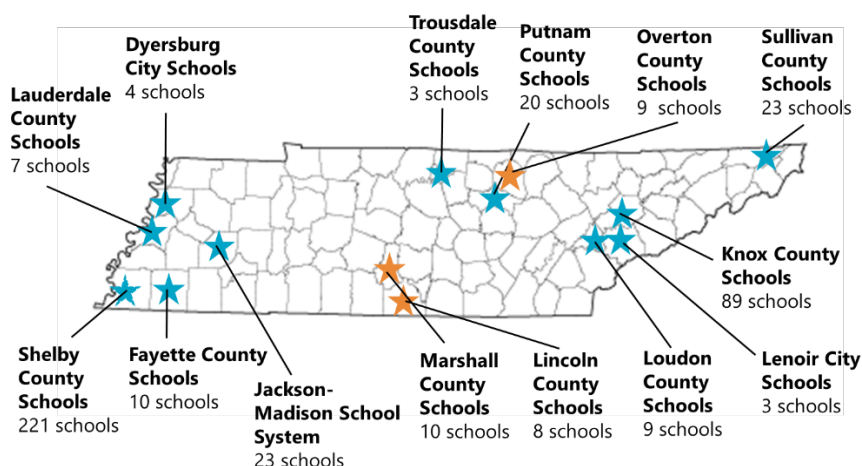 Dyersburg
City Schools
4 schools
Lauderdale
County
Schools
7 schools
Trousdale
County
Schools
3 schools
Putnam
County
Schools
20 schools
Overton
County
Schools
9 schools
Sullivan
County
Schools
23 schools
Knox County
Schools
89 schools
Shelby
County
Schools
221 schools
Fayette County
Schools
10 schools
Jackson-
Madison School
System
23 schools
Marshall
County
Schools
10 schools
Lincoln
County
Schools
8 schools
Loudon
County
Schools
9 schools
Lenoir City
Schools
3 schools